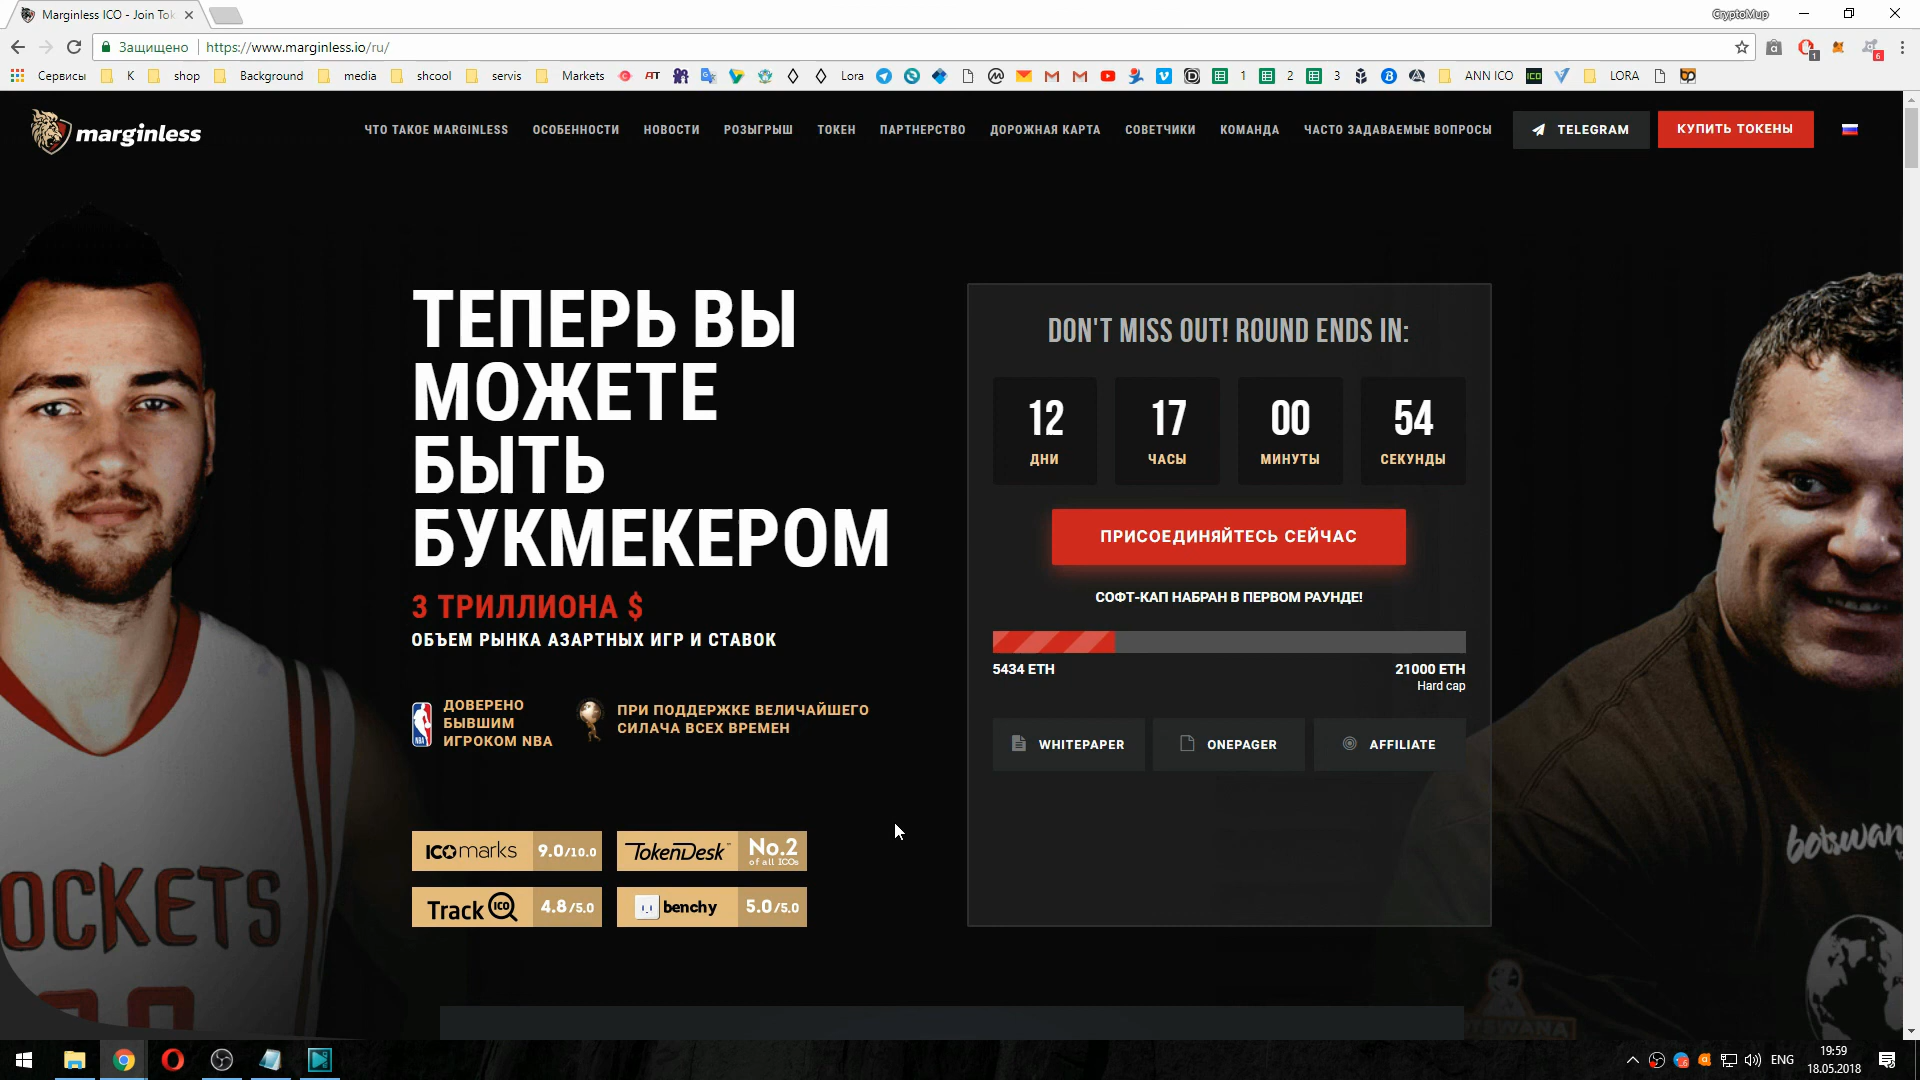 Marginless ICO - Join Tok
CryptoMup
Защищено
https://www.marginless.io/ru/
Сервисы K shop Background media shcool servis Markets Lora 1 2 3 ANN ICO LORA
marginless
ЧТО ТАКОЕ MARGINLESS ОСОБЕННОСТИ НОВОСТИ РОЗЫГРЫШ ТОКЕН ПАРТНЕРСТВО ДОРОЖНАЯ КАРТА СОВЕТЧИКИ КОМАНДА ЧАСТО ЗАДАВАЕМЫЕ ВОПРОСЫ TELEGRAM КУПИТЬ ТОКЕНЫ
ТЕПЕРЬ ВЫ
МОЖЕТЕ
БЫТЬ
БУКМЕКЕРОМ
3 ТРИЛЛИОНА $
ОБЪЕМ РЫНКА АЗАРТНЫХ ИГР И СТАВОК
ДОВЕРЕНО
БЫВШИМ
ИГРОКОМ NBA
ПРИ ПОДДЕРЖКЕ ВЕЛИЧАЙШЕГО
СИЛАЧА ВСЕХ ВРЕМЕН
ICOmarks 9.0/10.0
TokenDesk No.2
of all ICOs
Track ICO 4.8/5.0
benchy 5.0/5.0
DON'T MISS OUT! ROUND ENDS IN:
12 17 00 54
ДНИ ЧАСЫ МИНУТЫ СЕКУНДЫ
ПРИСОЕДИНЯЙТЕСЬ СЕЙЧАС
СОФТ-КАП НАБРАН В ПЕРВОМ РАУНДЕ!
5434 ETH 21000 ETH
Hard cap
WHITEPAPER ONEPAGER AFFILIATE
OCKETS
botswan
TSWANA
ENG
19:59
18.05.2018